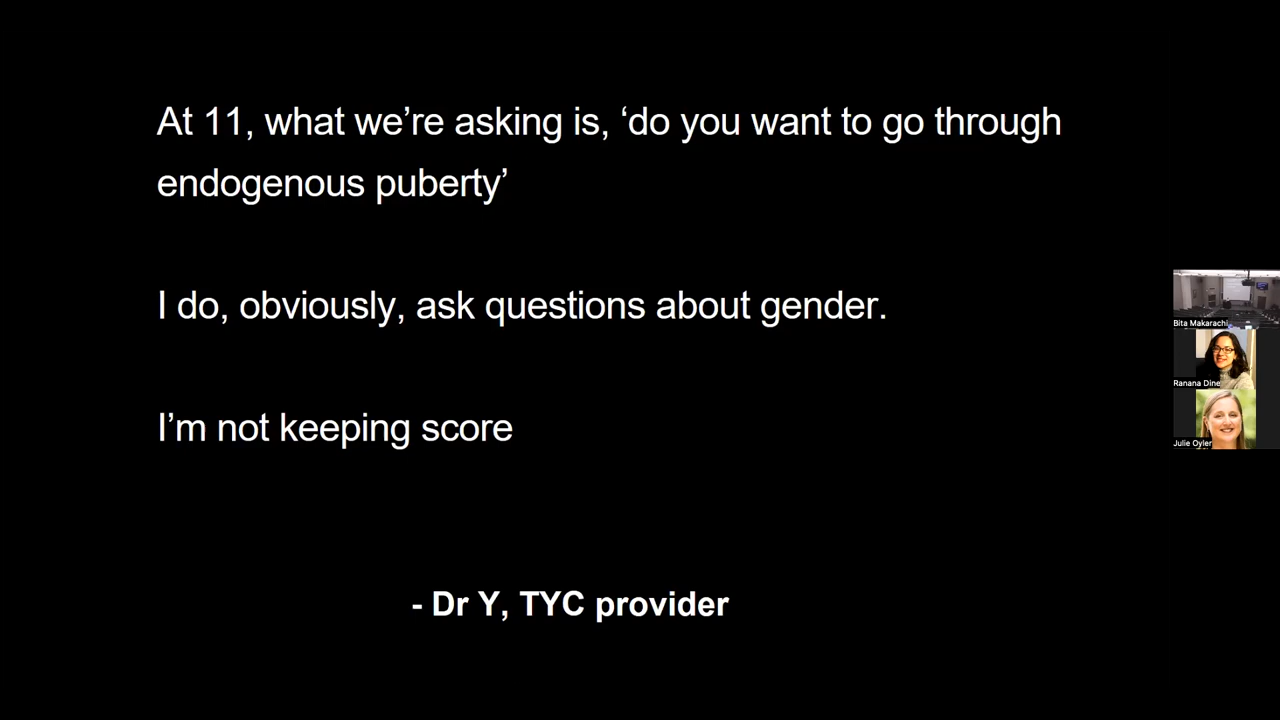 At 11, what we’re asking is, ‘do you want to go through
endogenous puberty’
I do, obviously, ask questions about gender.
I’m not keeping score
- Dr Y, TYC provider
Bita Makarachi
Ranana Dine
Julie Oyler